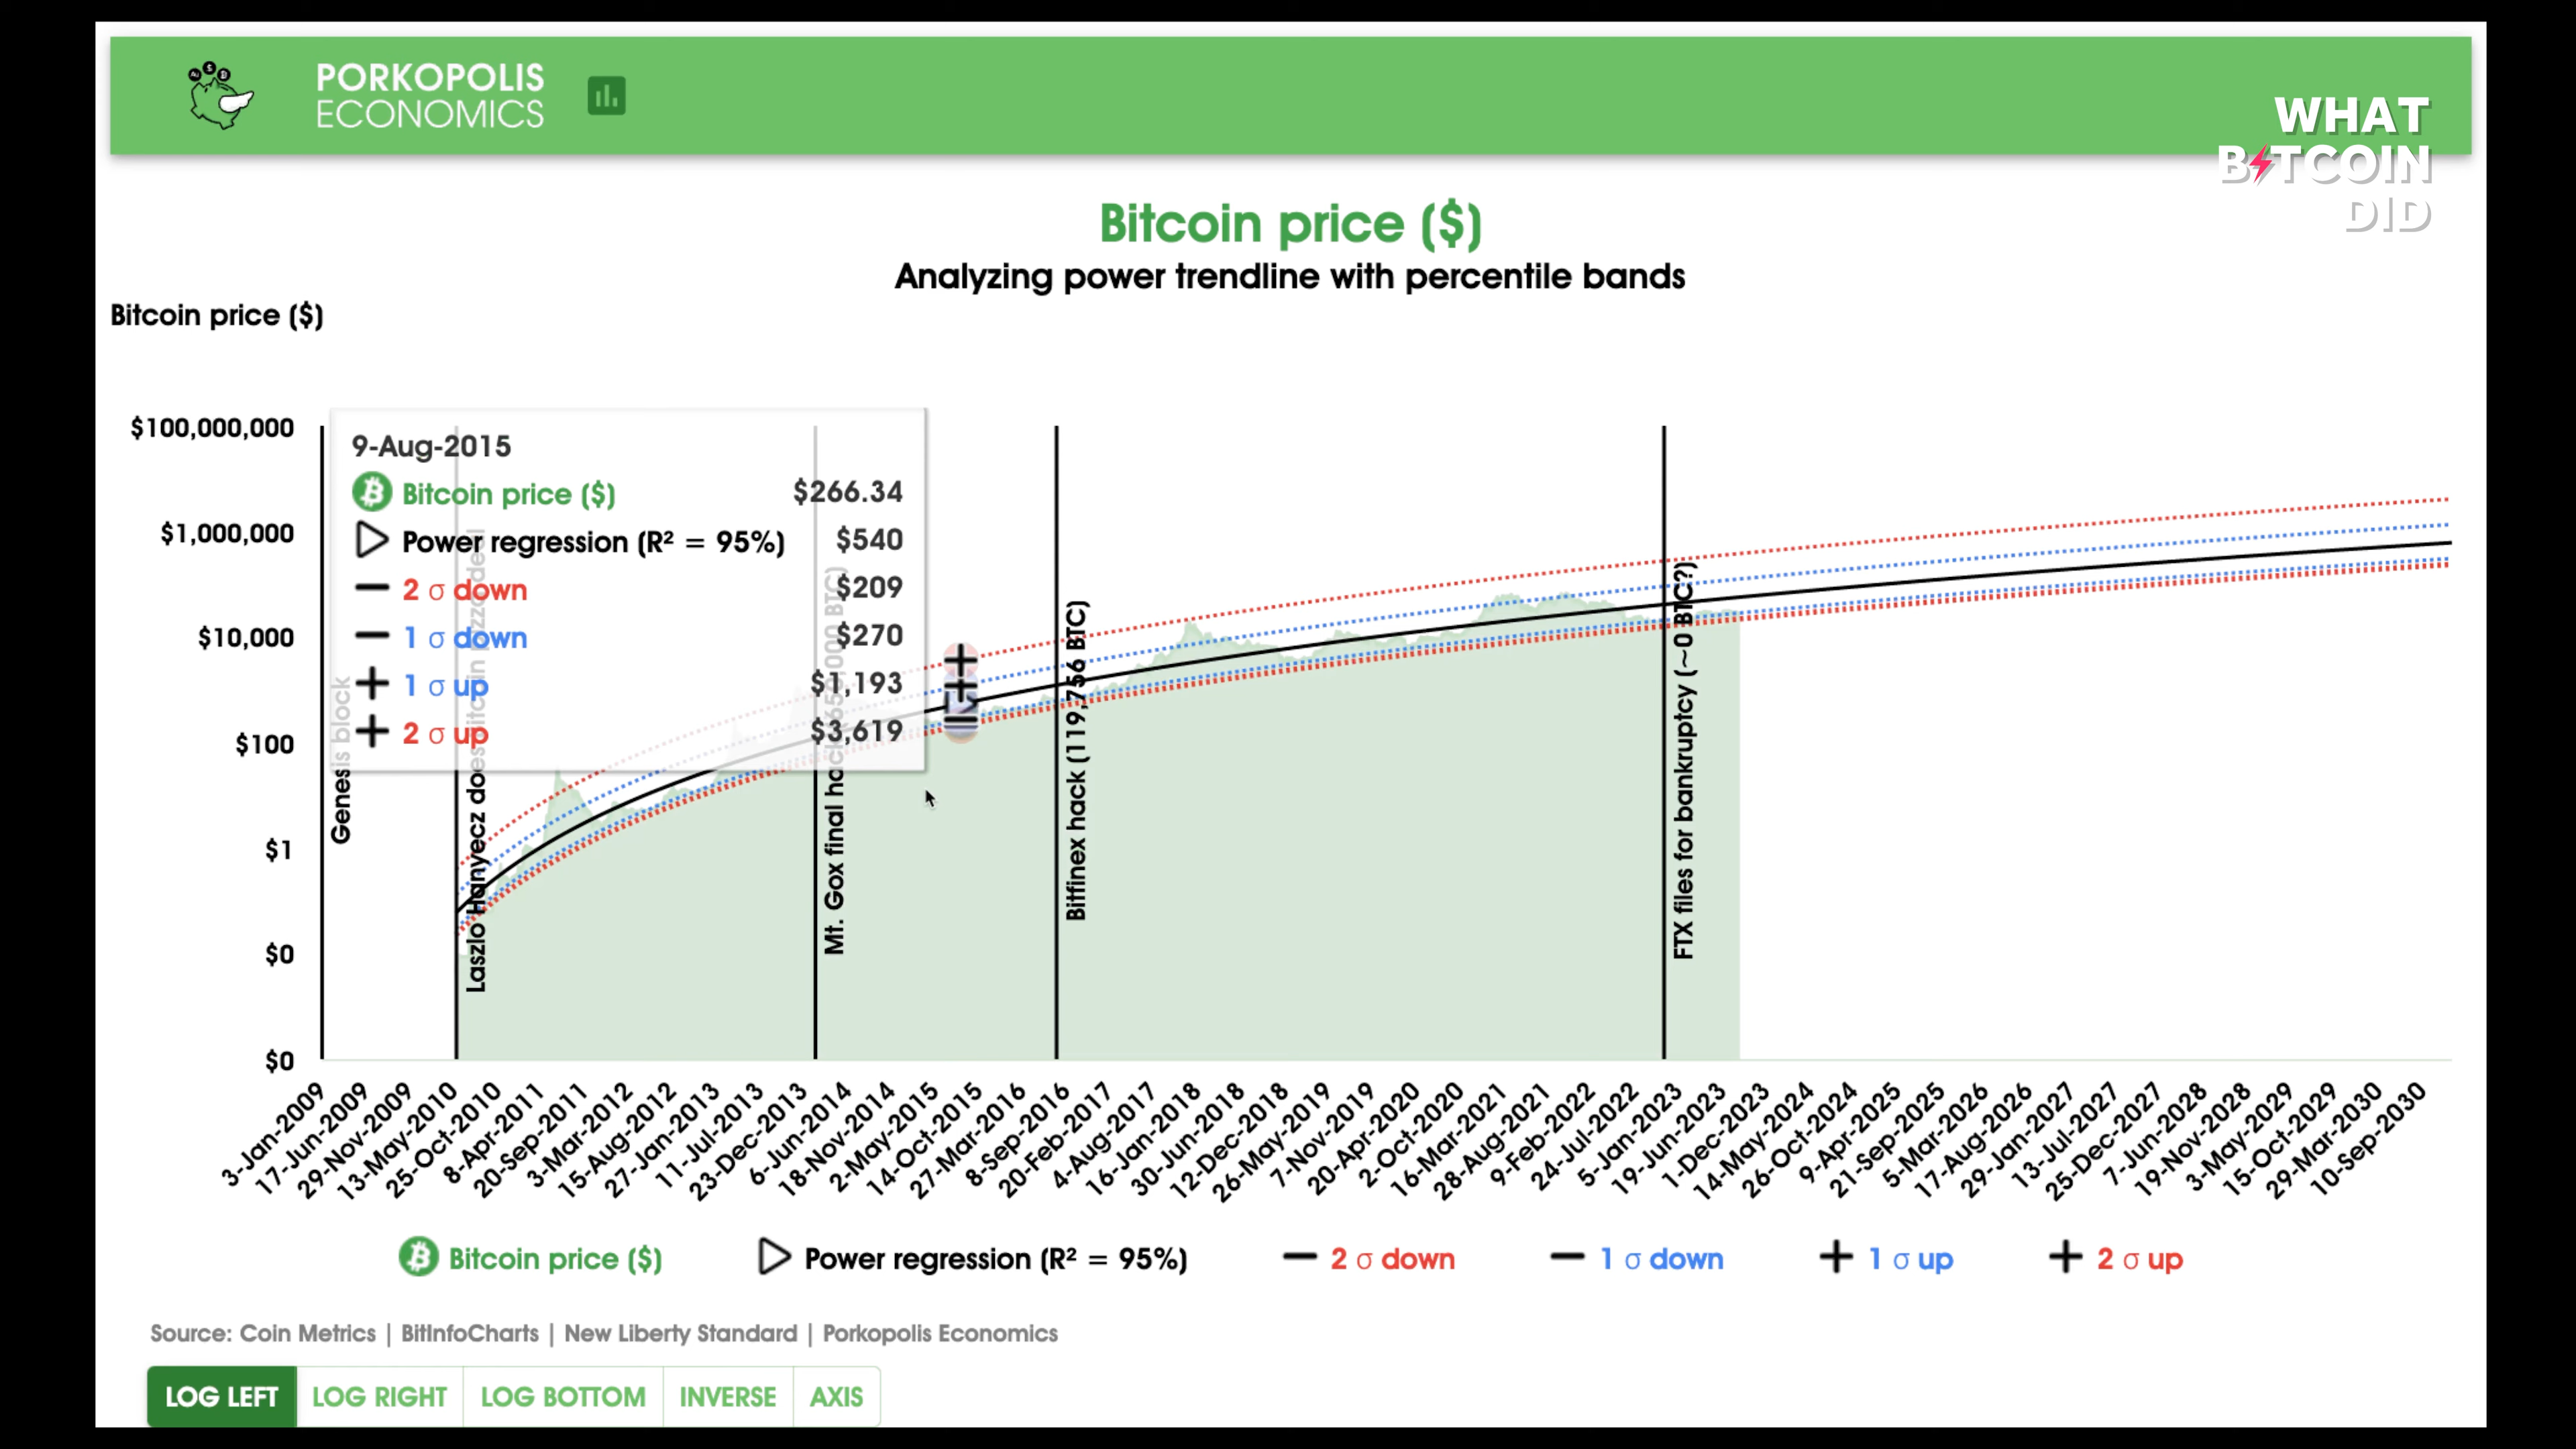 PORKOPOLIS
ECONOMICS
WHAT
BITCOIN
DID
Bitcoin price ($)
Analyzing power trendline with percentile bands
Bitcoin price ($)
$100,000,000
$1,000,000
$10,000
$100
$1
$0
$0
9-Aug-2015
Bitcoin price ($) $266.34
Power regression (R² = 95%) $540
2 σ down $209
1 σ down $270
1 σ up $1,193
2 σ up $3,619
Genesis block
Laszlo Hanyecz does bitcoin pizza deal
Mt. Gox final hack (650,000 BTC)
Bitfinex hack (119,756 BTC)
FTX files for bankruptcy (~0 BTC?)
3-Jan-2009
17-Jun-2009
29-Nov-2009
13-May-2010
25-Oct-2010
8-Apr-2011
20-Sep-2011
3-Mar-2012
15-Aug-2012
27-Jan-2013
11-Jul-2013
23-Dec-2013
6-Jun-2014
18-Nov-2014
2-May-2015
14-Oct-2015
27-Mar-2016
8-Sep-2016
20-Feb-2017
4-Aug-2017
16-Jan-2018
30-Jun-2018
12-Dec-2018
26-May-2019
7-Nov-2019
20-Apr-2020
2-Oct-2020
16-Mar-2021
28-Aug-2021
9-Feb-2022
24-Jul-2022
5-Jan-2023
19-Jun-2023
1-Dec-2023
14-May-2024
26-Oct-2024
9-Apr-2025
21-Sep-2025
5-Mar-2026
17-Aug-2026
29-Jan-2027
13-Jul-2027
25-Dec-2027
7-Jun-2028
19-Nov-2028
3-May-2029
15-Oct-2029
29-Mar-2030
10-Sep-2030
Bitcoin price ($) Power regression (R² = 95%) 2 σ down 1 σ down 1 σ up 2 σ up
Source: Coin Metrics | BitInfoCharts | New Liberty Standard | Porkopolis Economics
LOG LEFT LOG RIGHT LOG BOTTOM INVERSE AXIS